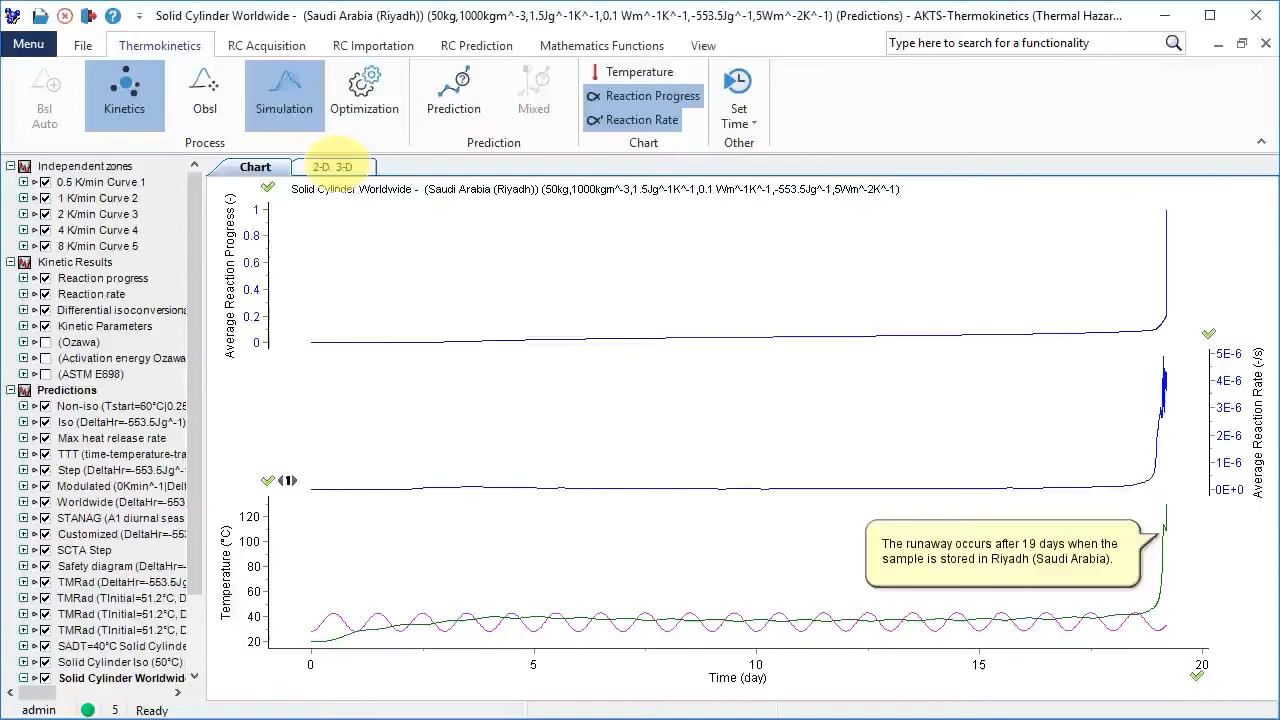 Solid Cylinder Worldwide - (Saudi Arabia (Riyadh)) (50kg,1000kgm^-3,1.5Jg^-1K^-1,0.1 Wm^-1K^-1,-553.5Jg^-1,5Wm^-2K^-1) (Predictions) - AKTS-Thermokinetics (Thermal Hazar...
Menu File Thermokinetics RC Acquisition RC Importation RC Prediction Mathematics Functions View
Type here to search for a functionality
Bsl Auto
Kinetics
Obsl
Simulation
Optimization
Prediction
Mixed
Temperature
Reaction Progress
Reaction Rate
Set Time
Process
Prediction
Chart
Other
Independent zones
0.5 K/min Curve 1
1 K/min Curve 2
2 K/min Curve 3
4 K/min Curve 4
8 K/min Curve 5
Kinetic Results
Reaction progress
Reaction rate
Differential isoconversiona
Kinetic Parameters
(Ozawa)
(Activation energy Ozawa
(ASTM E698)
Predictions
Non-iso (Tstart=60°C|0.25
Iso (DeltaHr=-553.5Jg^-1)
Max heat release rate
TTT (time-temperature-tra
Step (DeltaHr=-553.5Jg^-
Modulated (0Kmin^-1|Del
Worldwide (DeltaHr=-553
STANAG (A1 diurnal seas
Customized (DeltaHr=-55
SCTA Step
Safety diagram (DeltaHr=
TMRad (DeltaHr=-553.5J
TMRad (TInitial=51.2°C, D
TMRad (TInitial=51.2°C, D
TMRad (TInitial=51.2°C, D
SADT=40°C Solid Cylinde
Solid Cylinder Iso (50°C)
Solid Cylinder Worldwid
Chart
2-D, 3-D
Solid Cylinder Worldwide - (Saudi Arabia (Riyadh)) (50kg,1000kgm^-3,1.5Jg^-1K^-1,0.1 Wm^-1K^-1,-553.5Jg^-1,5Wm^-2K^-1)
Average Reaction Progress (-)
1
0.8
0.6
0.4
0.2
0
5E-6
4E-6
3E-6
2E-6
1E-6
0E+0
Average Reaction Rate (-/s)
1
Temperature (°C)
120
100
80
60
40
20
The runaway occurs after 19 days when the
sample is stored in Riyadh (Saudi Arabia).
0 5 10 15 20
Time (day)
admin 5 Ready